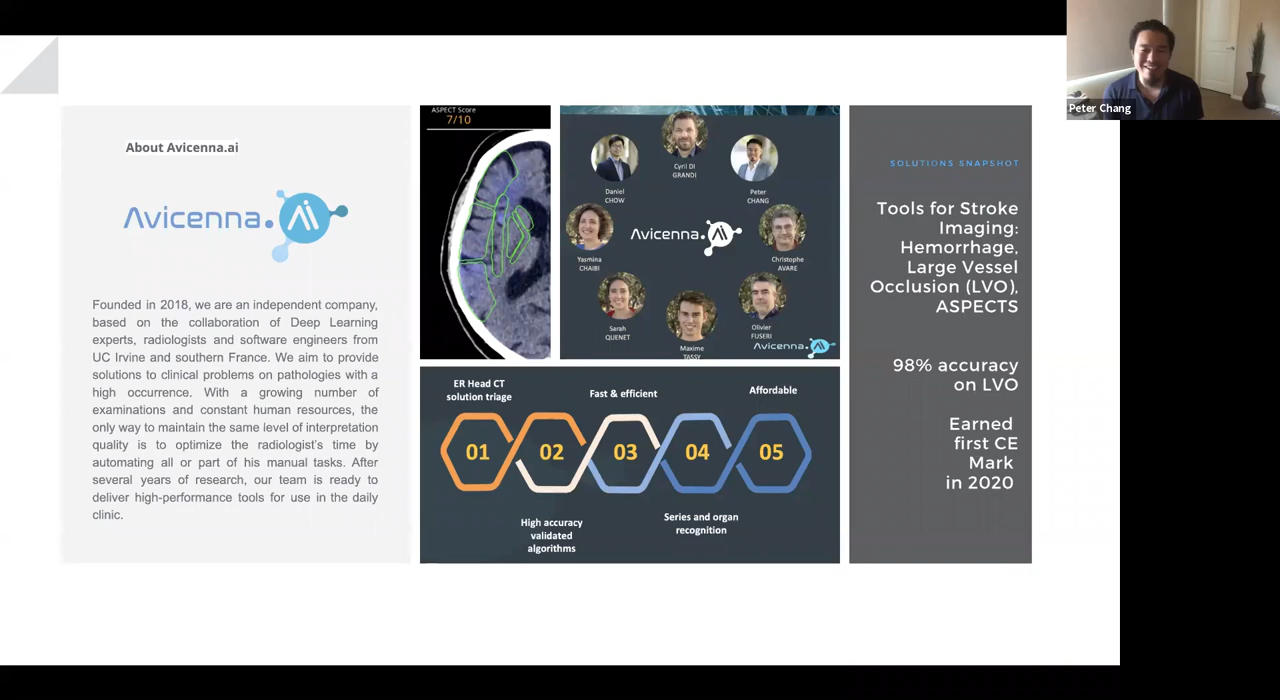 Peter Chang
About Avicenna.ai
Avicenna.Ai
Founded in 2018, we are an independent company,
based on the collaboration of Deep Learning
experts, radiologists and software engineers from
UC Irvine and southern France. We aim to provide
solutions to clinical problems on pathologies with a
high occurrence. With a growing number of
examinations and constant human resources, the
only way to maintain the same level of interpretation
quality is to optimize the radiologist's time by
automating all or part of his manual tasks. After
several years of research, our team is ready to
deliver high-performance tools for use in the daily
clinic.
ASPECT Score
7/10
Cyril DI
GRANDI
Daniel
CHOW
Peter
CHANG
Avicenna.Ai
Yasmina
CHAIBI
Christophe
AVARE
Sarah
QUENET
Maxime
TASSY
Olivier
FUSERI
Avicenna.Ai
ER Head CT
solution triage
Fast & efficient
Affordable
01
02
03
04
05
High accuracy
validated
algorithms
Series and organ
recognition
SOLUTIONS SNAPSHOT
Tools for Stroke
Imaging:
Hemorrhage,
Large Vessel
Occlusion (LVO),
ASPECTS
98% accuracy
on LVO
Earned
first CE
Mark
in 2020